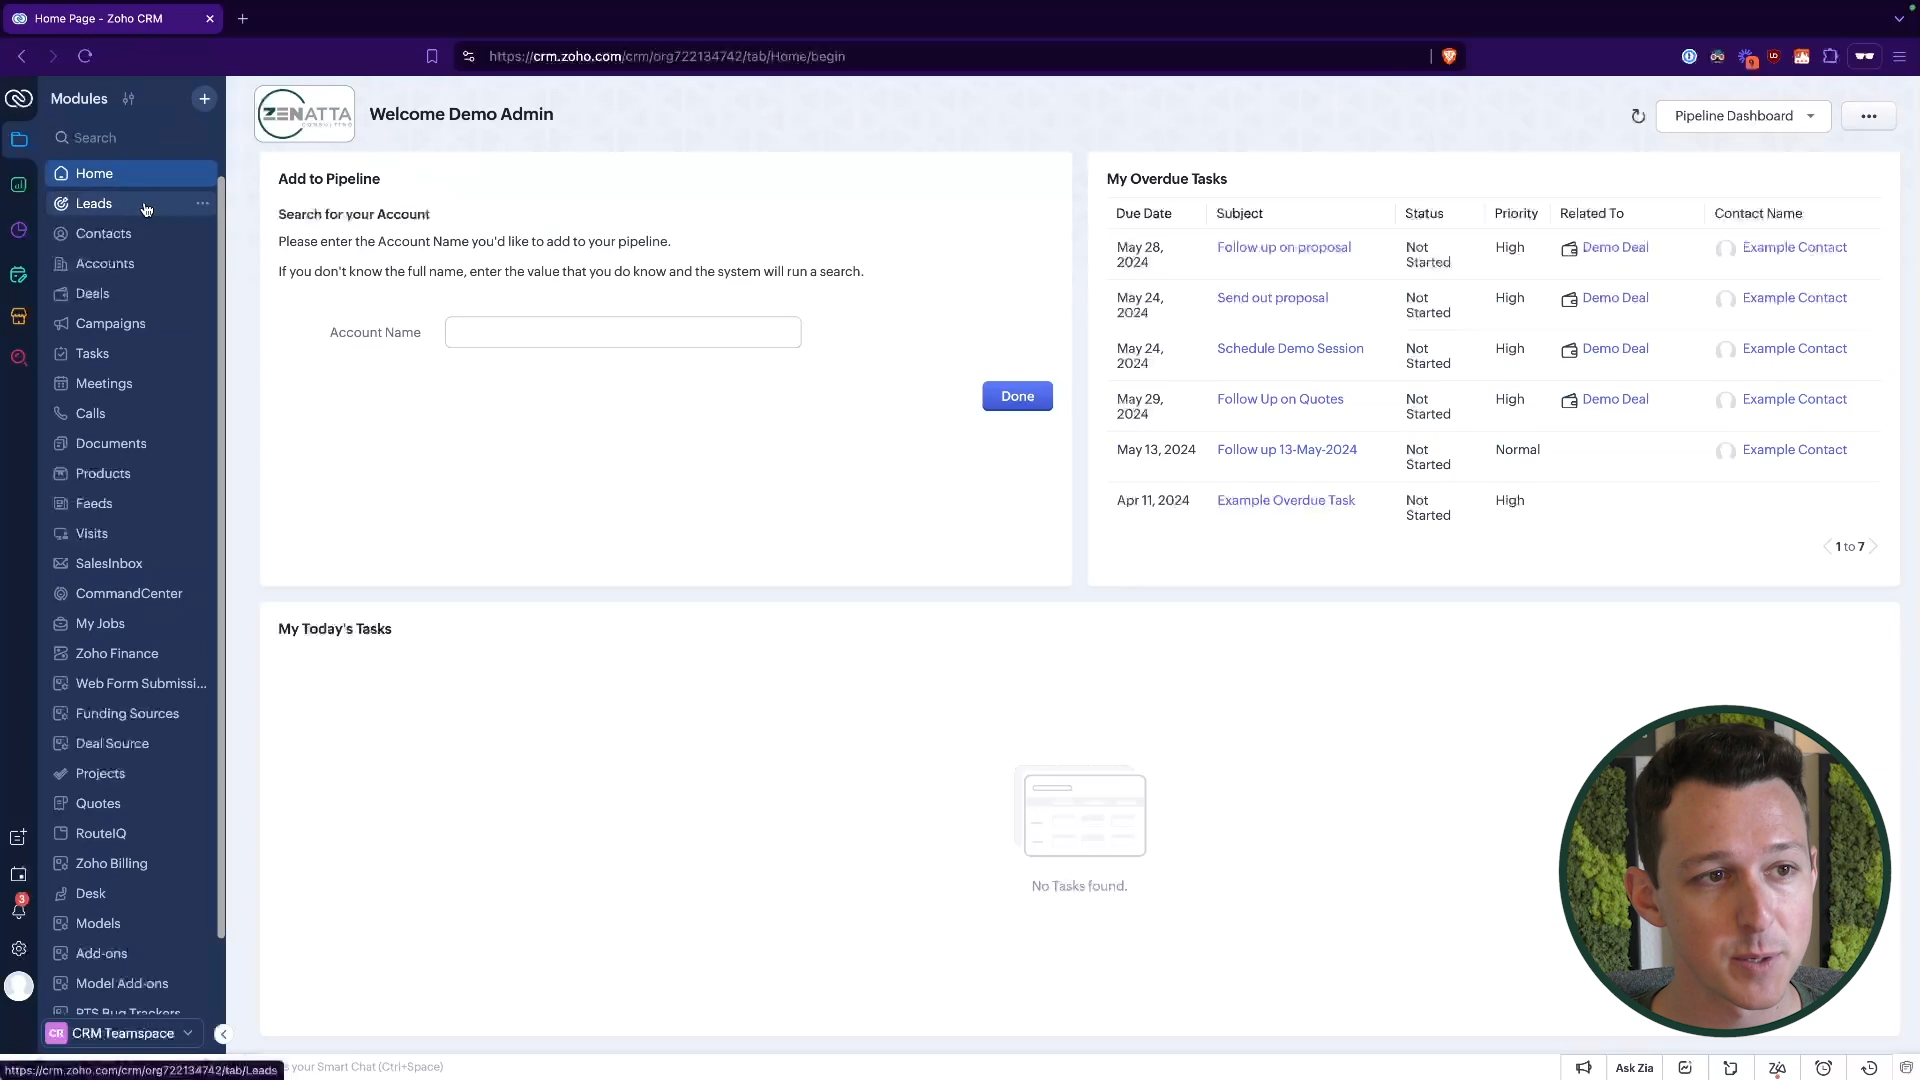 Home Page - Zoho CRM
https://crm.zoho.com/crm/org722134742/tab/Home/begin
9
Modules
Search
Home
Leads
Contacts
Accounts
Deals
Campaigns
Tasks
Meetings
Calls
Documents
Products
Feeds
Visits
SalesInbox
CommandCenter
My Jobs
Zoho Finance
Web Form Submissi...
Funding Sources
Deal Source
Projects
Quotes
RouteIQ
Zoho Billing
Desk
Models
Add-ons
Model Add-ons
PTS Bug Trackers
3
CR CRM Teamspace
https://crm.zoho.com/crm/org722134742/tab/Leads
ZENATTA
CONSULTING
Welcome Demo Admin
Pipeline Dashboard
Add to Pipeline
Search for your Account
Please enter the Account Name you'd like to add to your pipeline.
If you don't know the full name, enter the value that you do know and the system will run a search.
Account Name
Done
My Overdue Tasks
Due Date Subject Status Priority Related To Contact Name
May 28, 2024 Follow up on proposal Not Started High Demo Deal Example Contact
May 24, 2024 Send out proposal Not Started High Demo Deal Example Contact
May 24, 2024 Schedule Demo Session Not Started High Demo Deal Example Contact
May 29, 2024 Follow Up on Quotes Not Started High Demo Deal Example Contact
May 13, 2024 Follow up 13-May-2024 Not Started Normal Example Contact
Apr 11, 2024 Example Overdue Task Not Started High
1 to 7
My Today's Tasks
No Tasks found.
s your Smart Chat (Ctrl+Space)
Ask Zia